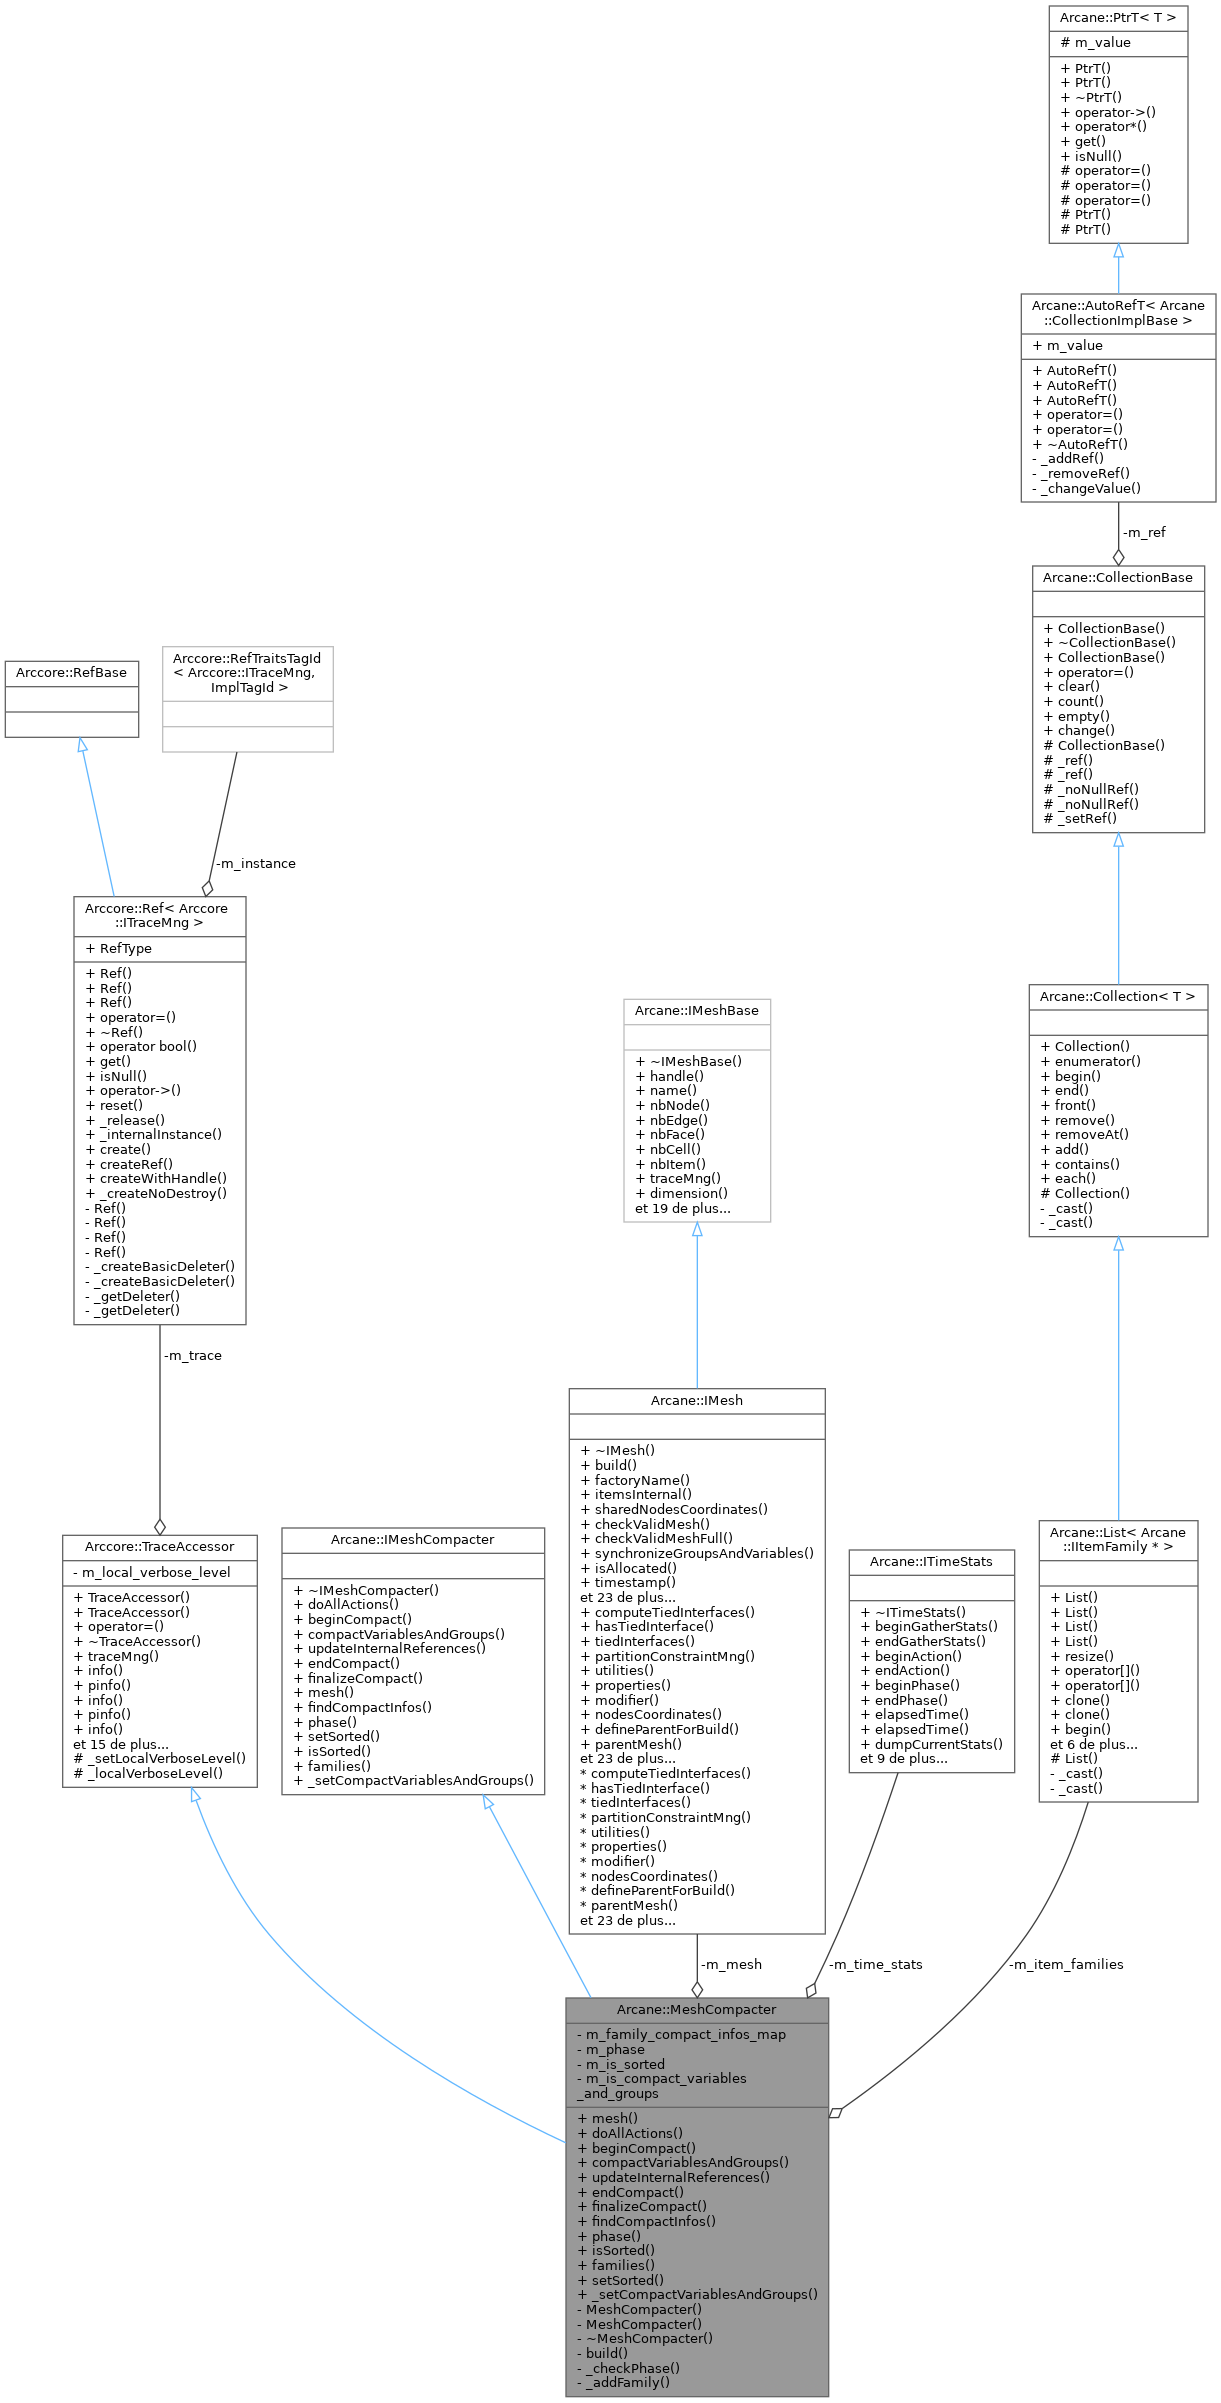 Arcane::PtrT< T >
# m_value
+ PtrT()
+ PtrT()
+ ~PtrT()
+ operator->()
+ operator*()
+ get()
+ isNull()
# operator=()
# operator=()
# operator=()
# PtrT()
# PtrT()
Arcane::AutoRefT< Arcane
::CollectionImplBase >
+ m_value
+ AutoRefT()
+ AutoRefT()
+ AutoRefT()
+ operator=()
+ operator=()
+ ~AutoRefT()
- _addRef()
- _removeRef()
- _changeValue()
-m_ref
Arcane::CollectionBase
+ CollectionBase()
+ ~CollectionBase()
+ CollectionBase()
+ operator=()
+ clear()
+ count()
+ empty()
+ change()
# CollectionBase()
# _ref()
# _ref()
# _noNullRef()
# _noNullRef()
# _setRef()
Arccore::RefBase
Arccore::RefTraitsTagId
< Arccore::ITraceMng,
ImplTagId >
-m_instance
Arccore::Ref< Arccore
::ITraceMng >
+ RefType
+ Ref()
+ Ref()
+ Ref()
+ operator=()
+ ~Ref()
+ operator bool()
+ get()
+ isNull()
+ operator->()
+ reset()
+ _release()
+ _internalInstance()
+ create()
+ createRef()
+ createWithHandle()
+ _createNoDestroy()
- Ref()
- Ref()
- Ref()
- Ref()
- _createBasicDeleter()
- _createBasicDeleter()
- _getDeleter()
- _getDeleter()
-m_trace
Arcane::IMeshBase
+ ~IMeshBase()
+ handle()
+ name()
+ nbNode()
+ nbEdge()
+ nbFace()
+ nbCell()
+ nbItem()
+ traceMng()
+ dimension()
et 19 de plus...
Arcane::Collection< T >
+ Collection()
+ enumerator()
+ begin()
+ end()
+ front()
+ remove()
+ removeAt()
+ add()
+ contains()
+ each()
# Collection()
- _cast()
- _cast()
Arccore::TraceAccessor
- m_local_verbose_level
+ TraceAccessor()
+ TraceAccessor()
+ operator=()
+ ~TraceAccessor()
+ traceMng()
+ info()
+ pinfo()
+ info()
+ pinfo()
+ info()
et 15 de plus...
# _setLocalVerboseLevel()
# _localVerboseLevel()
Arcane::IMeshCompacter
+ ~IMeshCompacter()
+ doAllActions()
+ beginCompact()
+ compactVariablesAndGroups()
+ updateInternalReferences()
+ endCompact()
+ finalizeCompact()
+ mesh()
+ findCompactInfos()
+ phase()
+ setSorted()
+ isSorted()
+ families()
+ _setCompactVariablesAndGroups()
Arcane::IMesh
+ ~IMesh()
+ build()
+ factoryName()
+ itemsInternal()
+ sharedNodesCoordinates()
+ checkValidMesh()
+ checkValidMeshFull()
+ synchronizeGroupsAndVariables()
+ isAllocated()
+ timestamp()
et 23 de plus...
+ computeTiedInterfaces()
+ hasTiedInterface()
+ tiedInterfaces()
+ partitionConstraintMng()
+ utilities()
+ properties()
+ modifier()
+ nodesCoordinates()
+ defineParentForBuild()
+ parentMesh()
et 23 de plus...
* computeTiedInterfaces()
* hasTiedInterface()
* tiedInterfaces()
* partitionConstraintMng()
* utilities()
* properties()
* modifier()
* nodesCoordinates()
* defineParentForBuild()
* parentMesh()
et 23 de plus...
Arcane::ITimeStats
+ ~ITimeStats()
+ beginGatherStats()
+ endGatherStats()
+ beginAction()
+ endAction()
+ beginPhase()
+ endPhase()
+ elapsedTime()
+ elapsedTime()
+ dumpCurrentStats()
et 9 de plus...
Arcane::List< Arcane
::IItemFamily * >
+ List()
+ List()
+ List()
+ List()
+ resize()
+ operator[]()
+ operator[]()
+ clone()
+ clone()
+ begin()
et 6 de plus...
# List()
- _cast()
- _cast()
-m_mesh
-m_time_stats
-m_item_families
Arcane::MeshCompacter
- m_family_compact_infos_map
- m_phase
- m_is_sorted
- m_is_compact_variables
_and_groups
+ mesh()
+ doAllActions()
+ beginCompact()
+ compactVariablesAndGroups()
+ updateInternalReferences()
+ endCompact()
+ finalizeCompact()
+ findCompactInfos()
+ phase()
+ isSorted()
+ families()
+ setSorted()
+ _setCompactVariablesAndGroups()
- MeshCompacter()
- MeshCompacter()
- ~MeshCompacter()
- build()
- _checkPhase()
- _addFamily()